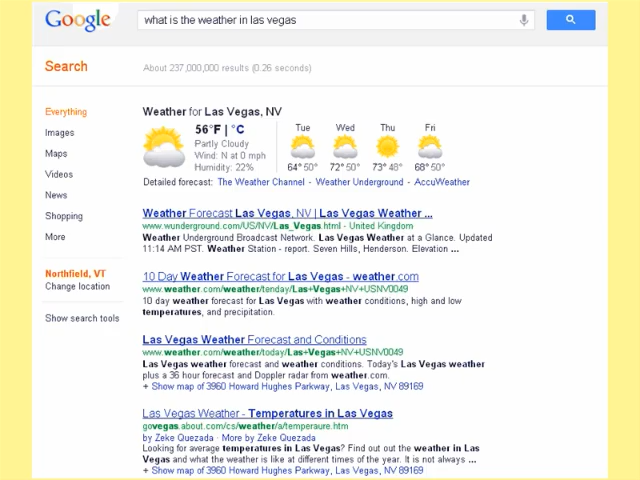 Google
what is the weather in las vegas
Search
About 237,000,000 results (0.26 seconds)
Everything
Images
Maps
Videos
News
Shopping
More
Northfield, VT
Change location
Show search tools
Weather for Las Vegas, NV
56°F | °C
Partly Cloudy
Wind: N at 0 mph
Humidity: 22%
Tue Wed Thu Fri
64° 50° 72° 50° 73° 48° 68° 50°
Detailed forecast: The Weather Channel - Weather Underground - AccuWeather
Weather Forecast Las Vegas, NV | Las Vegas Weather ...
www.wunderground.com/US/NV/Las_Vegas.html - United Kingdom
Weather Underground Broadcast Network. Las Vegas Weather at a Glance. Updated
11:14 AM PST. Weather Station - report. Seven Hills, Henderson. Elevation ...
10 Day Weather Forecast for Las Vegas - weather.com
www.weather.com/weather/tenday/Las+Vegas+NV+USNV0049
10 day weather forecast for Las Vegas with weather conditions, high and low
temperatures, and precipitation.
Las Vegas Weather Forecast and Conditions
www.weather.com/weather/today/Las+Vegas+NV+USNV0049
Las Vegas weather forecast and weather conditions. Today's Las Vegas weather
plus a 36 hour forecast and Doppler radar from weather.com.
+ Show map of 3960 Howard Hughes Parkway, Las Vegas, NV 89169
Las Vegas Weather - Temperatures in Las Vegas
govegas.about.com/cs/weather/a/temperaure.htm
by Zeke Quezada - More by Zeke Quezada
Looking for average temperatures in Las Vegas? Find out out the weather in Las
Vegas and what the weather is like at different times of the year. It is not always ...
+ Show map of 3960 Howard Hughes Parkway, Las Vegas, NV 89169